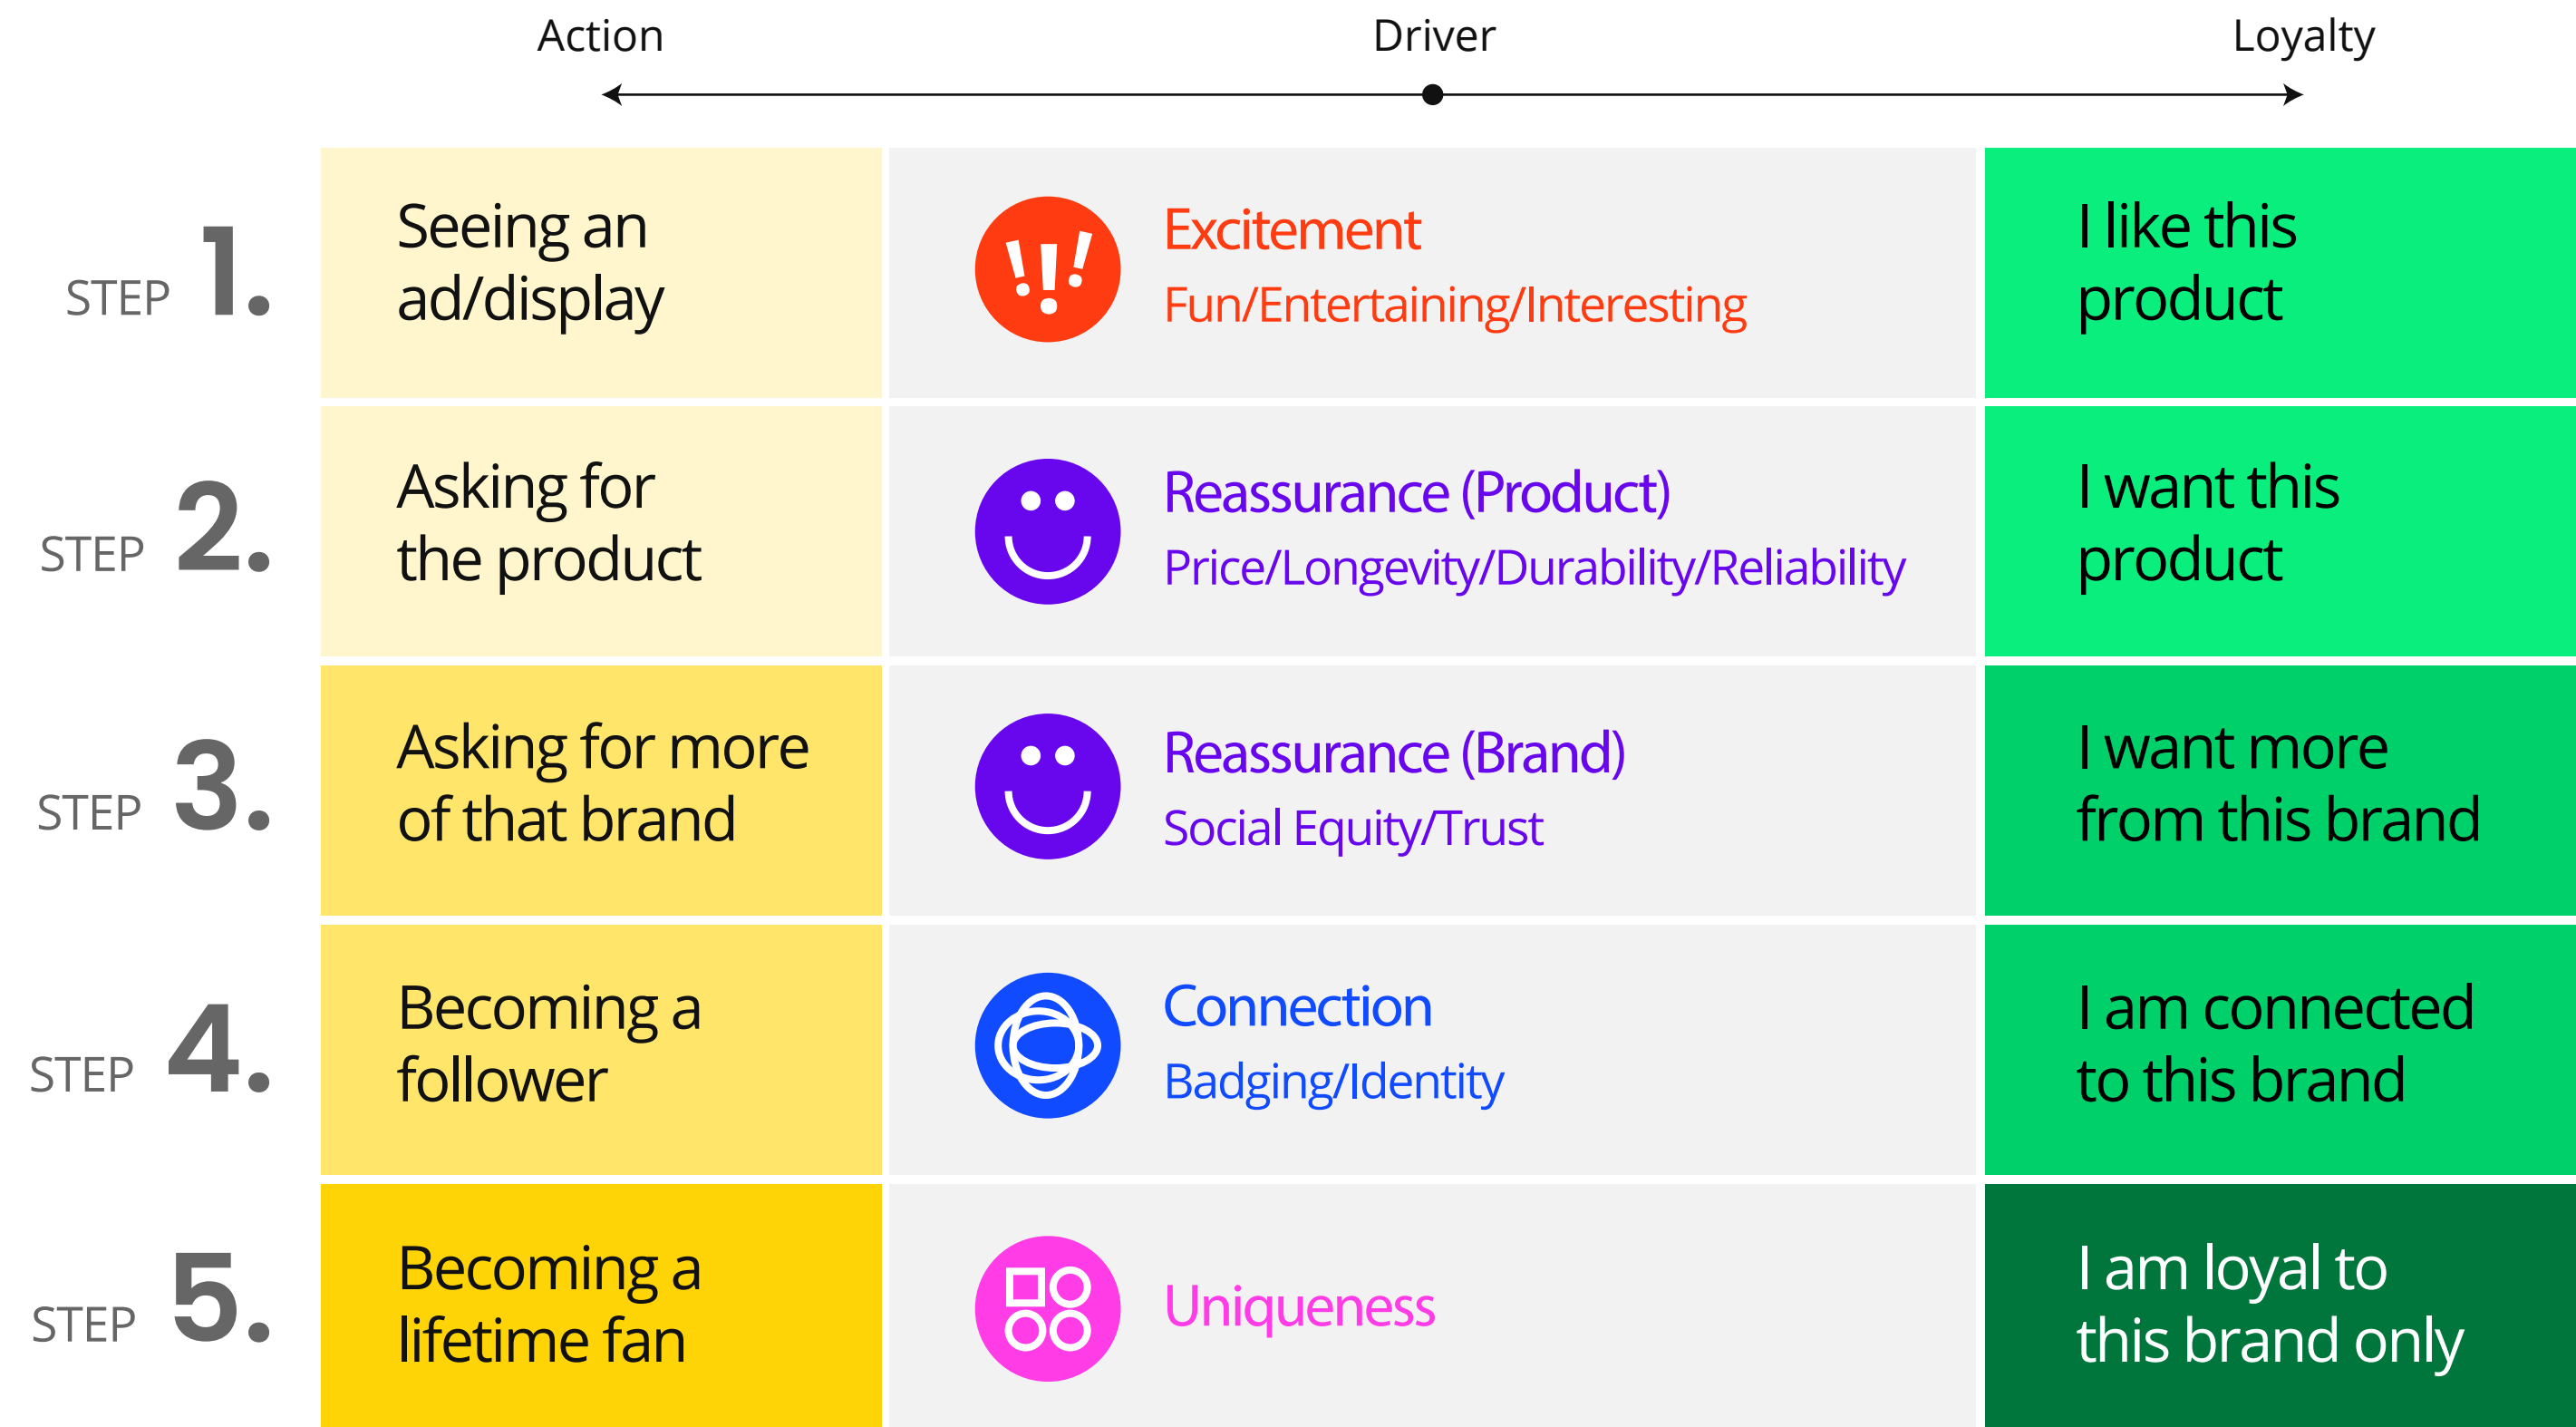 Action Driver Loyalty
STEP 1.
Seeing an
ad/display
Excitement
Fun/Entertaining/Interesting
I like this
product
STEP 2.
Asking for
the product
Reassurance (Product)
Price/Longevity/Durability/Reliability
I want this
product
STEP 3.
Asking for more
of that brand
Reassurance (Brand)
Social Equity/Trust
I want more
from this brand
STEP 4.
Becoming a
follower
Connection
Badging/Identity
I am connected
to this brand
STEP 5.
Becoming a
lifetime fan
Uniqueness
I am loyal to
this brand only